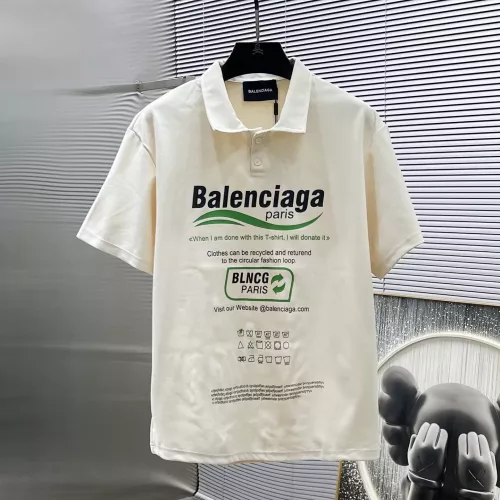 BALENCIAGA
Balenciaga
paris
«When I am done with this T-shirt, I will donate it»
Clothes can be recycled and returend
to the circular fashion loop.
BLNCG
PARIS
Visit our Website @balenciaga.com